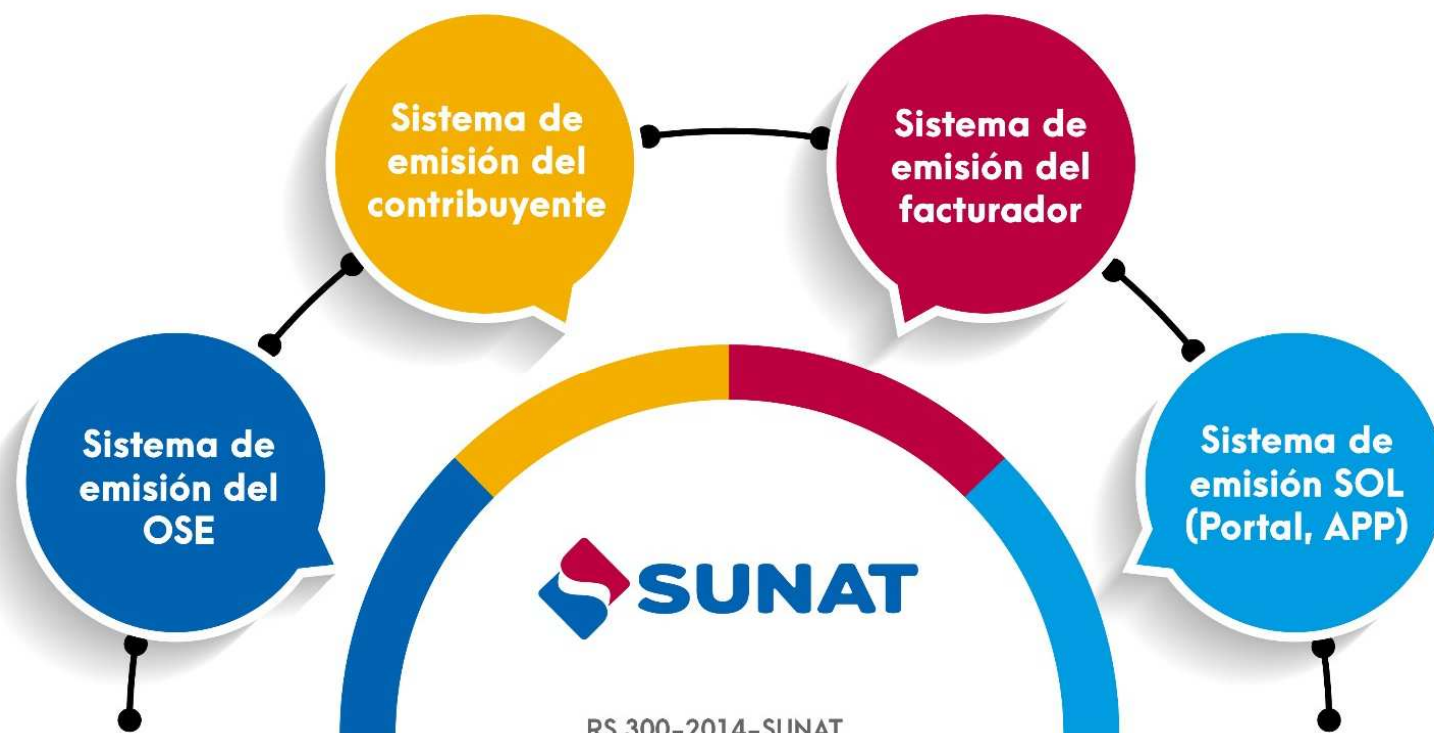 Sistema de
emisión del
contribuyente
Sistema de
emisión del
facturador
Sistema de
emisión del
OSE
Sistema de
emisión SOL
(Portal, APP)
SUNAT
RS 300-2014-SUNAT